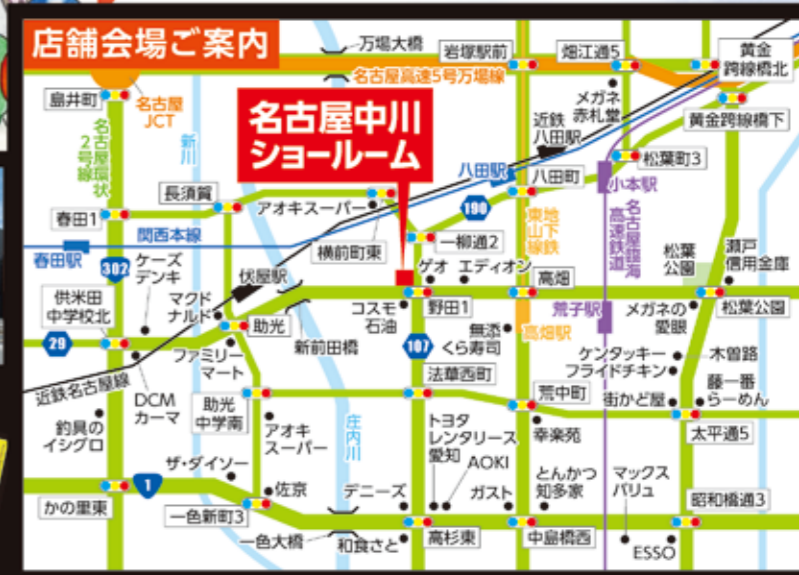 店舗会場ご案内
万場大橋
岩塚駅前
畑江通5
黄金
跨線橋北
名古屋高速5号万場線
島井町
名古屋
JCT
メガネ
赤札堂
黄金跨線橋下
名古屋環状
2号線
新川
名古屋中川
ショールーム
近鉄
八田駅
松葉町3
八田駅
八田町
小本駅
長須賀
アオキスーパー
190
春田1
関西本線
横前町東
一柳通2
地下鉄
東山線
名古屋臨海
高速鉄道
春田駅
302
ケーズ
デンキ
伏屋駅
ゲオ
エディオン
高畑
松葉
公園
瀬戸
信用金庫
供米田
中学校北
マクド
ナルド
助光
新前田橋
コスモ
石油
野田1
荒子駅
メガネの
愛眼
松葉公園
29
ファミリー
マート
107
無添
くら寿司
高畑駅
ケンタッキー
フライドチキン
木曽路
近鉄名古屋線
DCM
カーマ
助光
中学南
法華西町
荒中町
街かど屋
藤一番
らーめん
釣具の
イシグロ
アオキ
スーパー
庄内川
トヨタ
レンタリース
愛知
幸楽苑
太平通5
ザ・ダイソー
AOKI
とんかつ
知多家
マックス
バリュ
かの里東
1
佐京
デニーズ
ガスト
昭和橋通3
一色新町3
一色大橋
和食さと
高杉東
中島橋西
ESSO